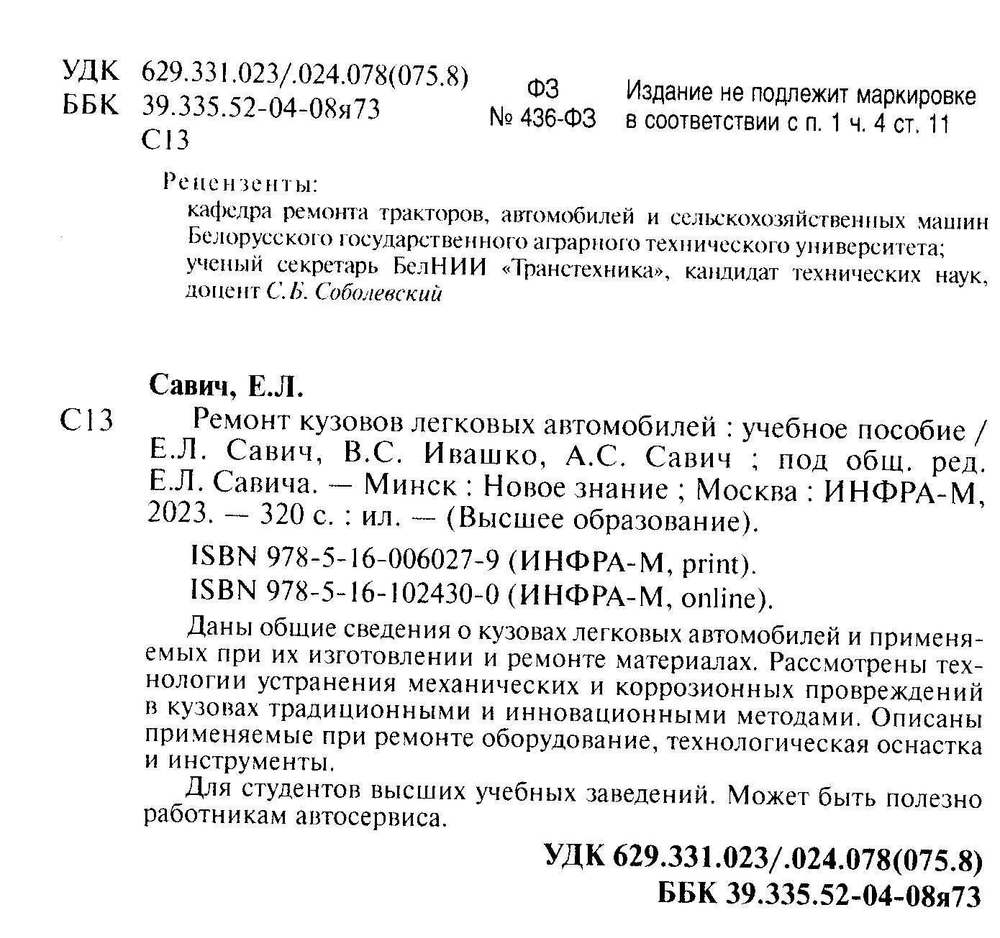 УДК 629.331.023/.024.078(075.8)
ББК 39.335.52-04-08я73
С13
ФЗ
№ 436-ФЗ
Издание не подлежит маркировке
в соответствии с п. 1 ч. 4 ст. 11
Рецензенты:
кафедра ремонта тракторов, автомобилей и сельскохозяйственных машин
Белорусского государственного аграрного технического университета;
ученый секретарь БелНИИ «Транстехника», кандидат технических наук,
доцент С.Б. Соболевский
Савич, Е.Л.
С13 Ремонт кузовов легковых автомобилей : учебное пособие /
Е.Л. Савич, В.С. Ивашко, А.С. Савич ; под общ. ред.
Е.Л. Савича. — Минск : Новое знание ; Москва : ИНФРА-М,
2023. — 320 с. : ил. — (Высшее образование).
ISBN 978-5-16-006027-9 (ИНФРА-М, print).
ISBN 978-5-16-102430-0 (ИНФРА-М, online).
Даны общие сведения о кузовах легковых автомобилей и применя-
емых при их изготовлении и ремонте материалах. Рассмотрены тех-
нологии устранения механических и коррозионных провреждений
в кузовах традиционными и инновационными методами. Описаны
применяемые при ремонте оборудование, технологическая оснастка
и инструменты.
Для студентов высших учебных заведений. Может быть полезно
работникам автосервиса.
УДК 629.331.023/.024.078(075.8)
ББК 39.335.52-04-08я73